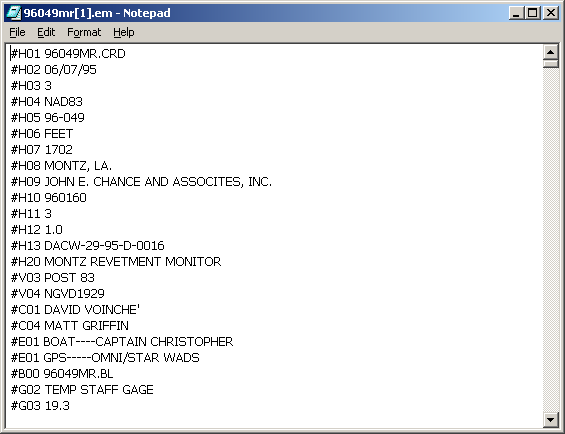 96049mr[1].em - Notepad
File Edit Format Help
#H01 96049MR.CRD
#H02 06/07/95
#H03 3
#H04 NAD83
#H05 96-049
#H06 FEET
#H07 1702
#H08 MONTZ, LA.
#H09 JOHN E. CHANCE AND ASSOCITES, INC.
#H10 960160
#H11 3
#H12 1.0
#H13 DACW-29-95-D-0016
#H20 MONTZ REVETMENT MONITOR
#V03 POST 83
#V04 NGVD1929
#C01 DAVID VOINCHE'
#C04 MATT GRIFFIN
#E01 BOAT----CAPTAIN CHRISTOPHER
#E01 GPS-----OMNI/STAR WADS
#B00 96049MR.BL
#G02 TEMP STAFF GAGE
#G03 19.3